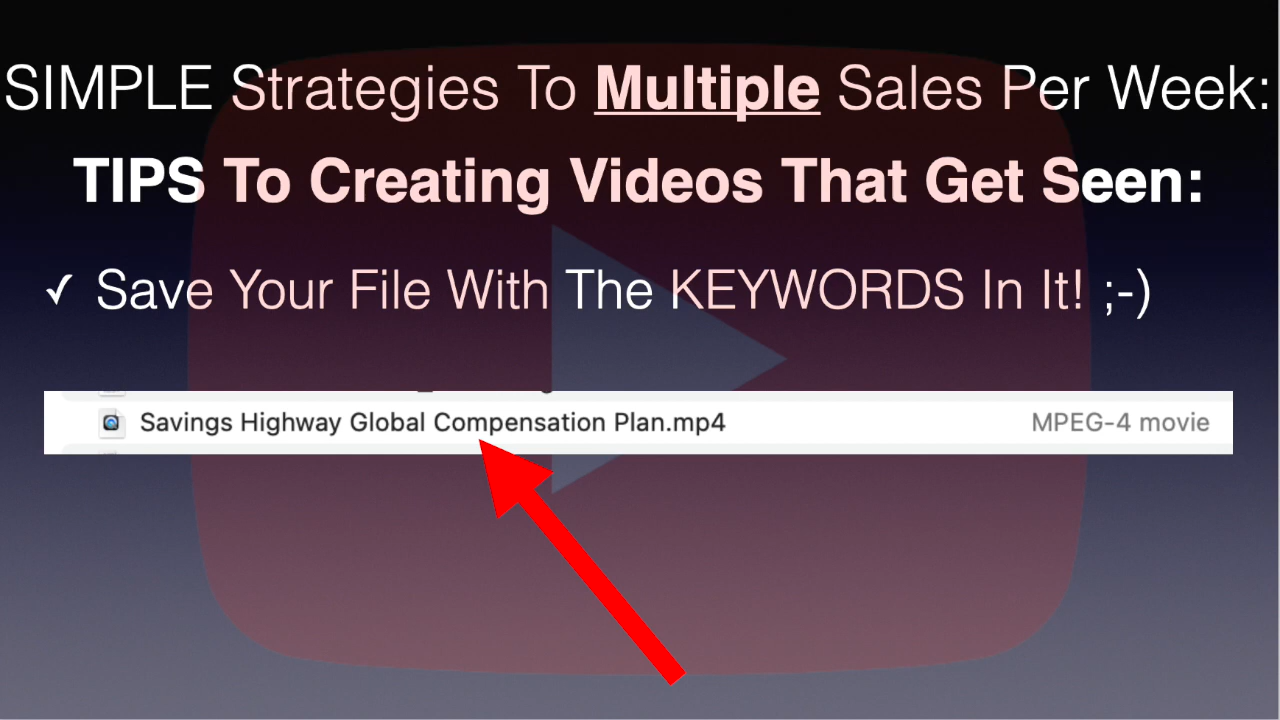 SIMPLE Strategies To Multiple Sales Per Week:
TIPS To Creating Videos That Get Seen:
✓ Save Your File With The KEYWORDS In It! ;-)
Savings Highway Global Compensation Plan.mp4 MPEG-4 movie